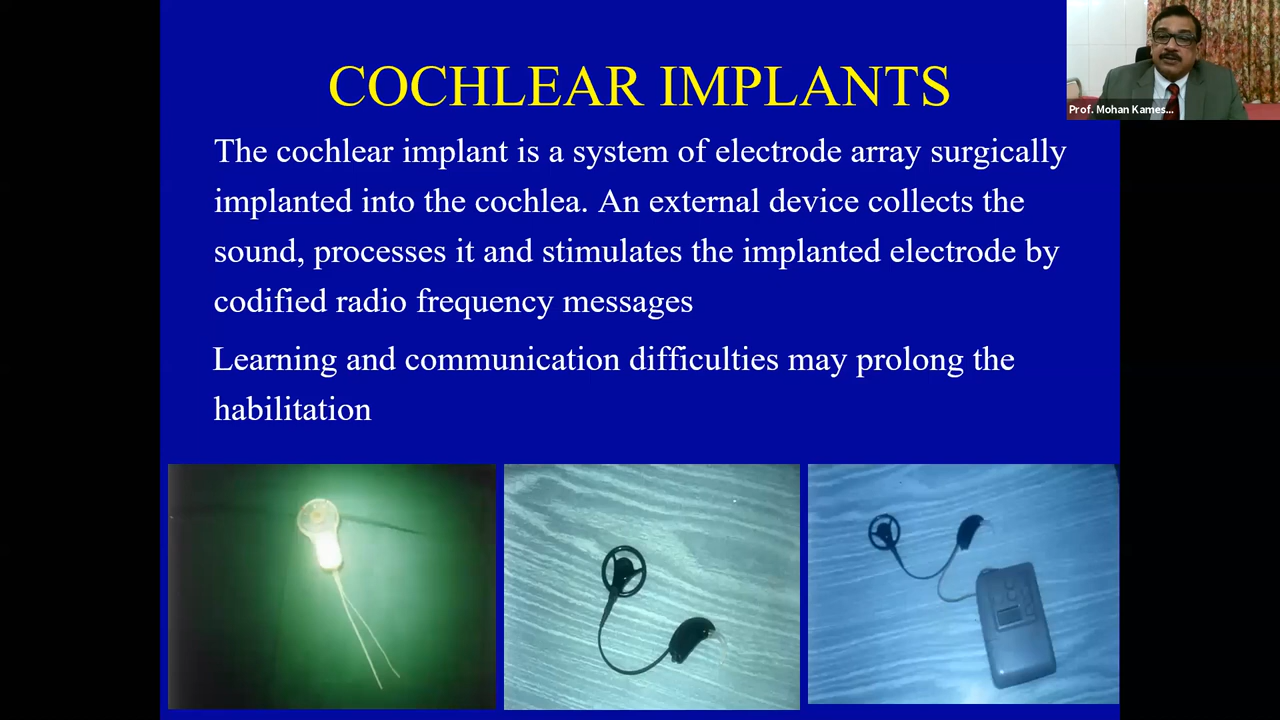 COCHLEAR IMPLANTS
The cochlear implant is a system of electrode array surgically
implanted into the cochlea. An external device collects the
sound, processes it and stimulates the implanted electrode by
codified radio frequency messages
Learning and communication difficulties may prolong the
habilitation
Prof. Mohan Kames...